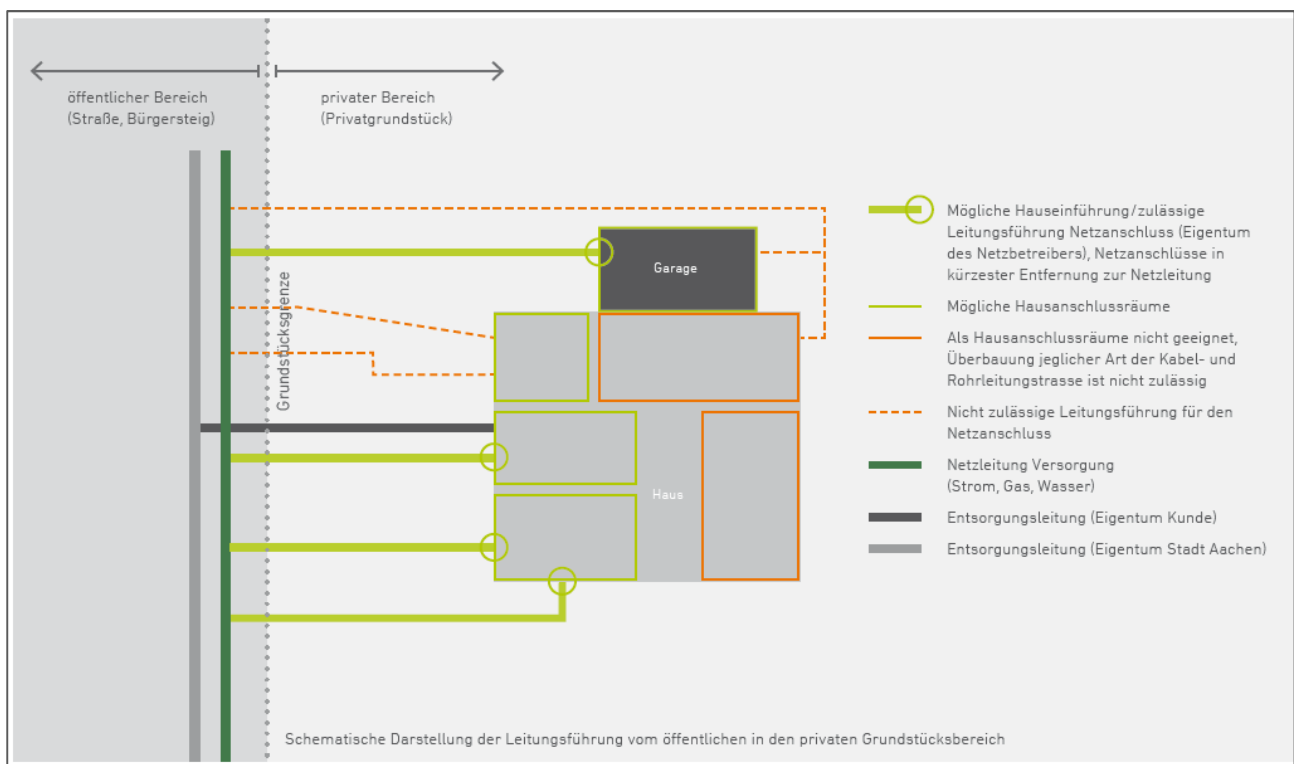 öffentlicher Bereich
(Straße, Bürgersteig)
privater Bereich
(Privatgrundstück)
Grundstücksgrenze
Garage
Haus
Mögliche Hauseinführung/zulässige
Leitungsführung Netzanschluss (Eigentum
des Netzbetreibers), Netzanschlüsse in
kürzester Entfernung zur Netzleitung
Mögliche Hausanschlussräume
Als Hausanschlussräume nicht geeignet,
Überbauung jeglicher Art der Kabel- und
Rohrleitungstrasse ist nicht zulässig
Nicht zulässige Leitungsführung für den
Netzanschluss
Netzleitung Versorgung
(Strom, Gas, Wasser)
Entsorgungsleitung (Eigentum Kunde)
Entsorgungsleitung (Eigentum Stadt Aachen)
Schematische Darstellung der Leitungsführung vom öffentlichen in den privaten Grundstücksbereich